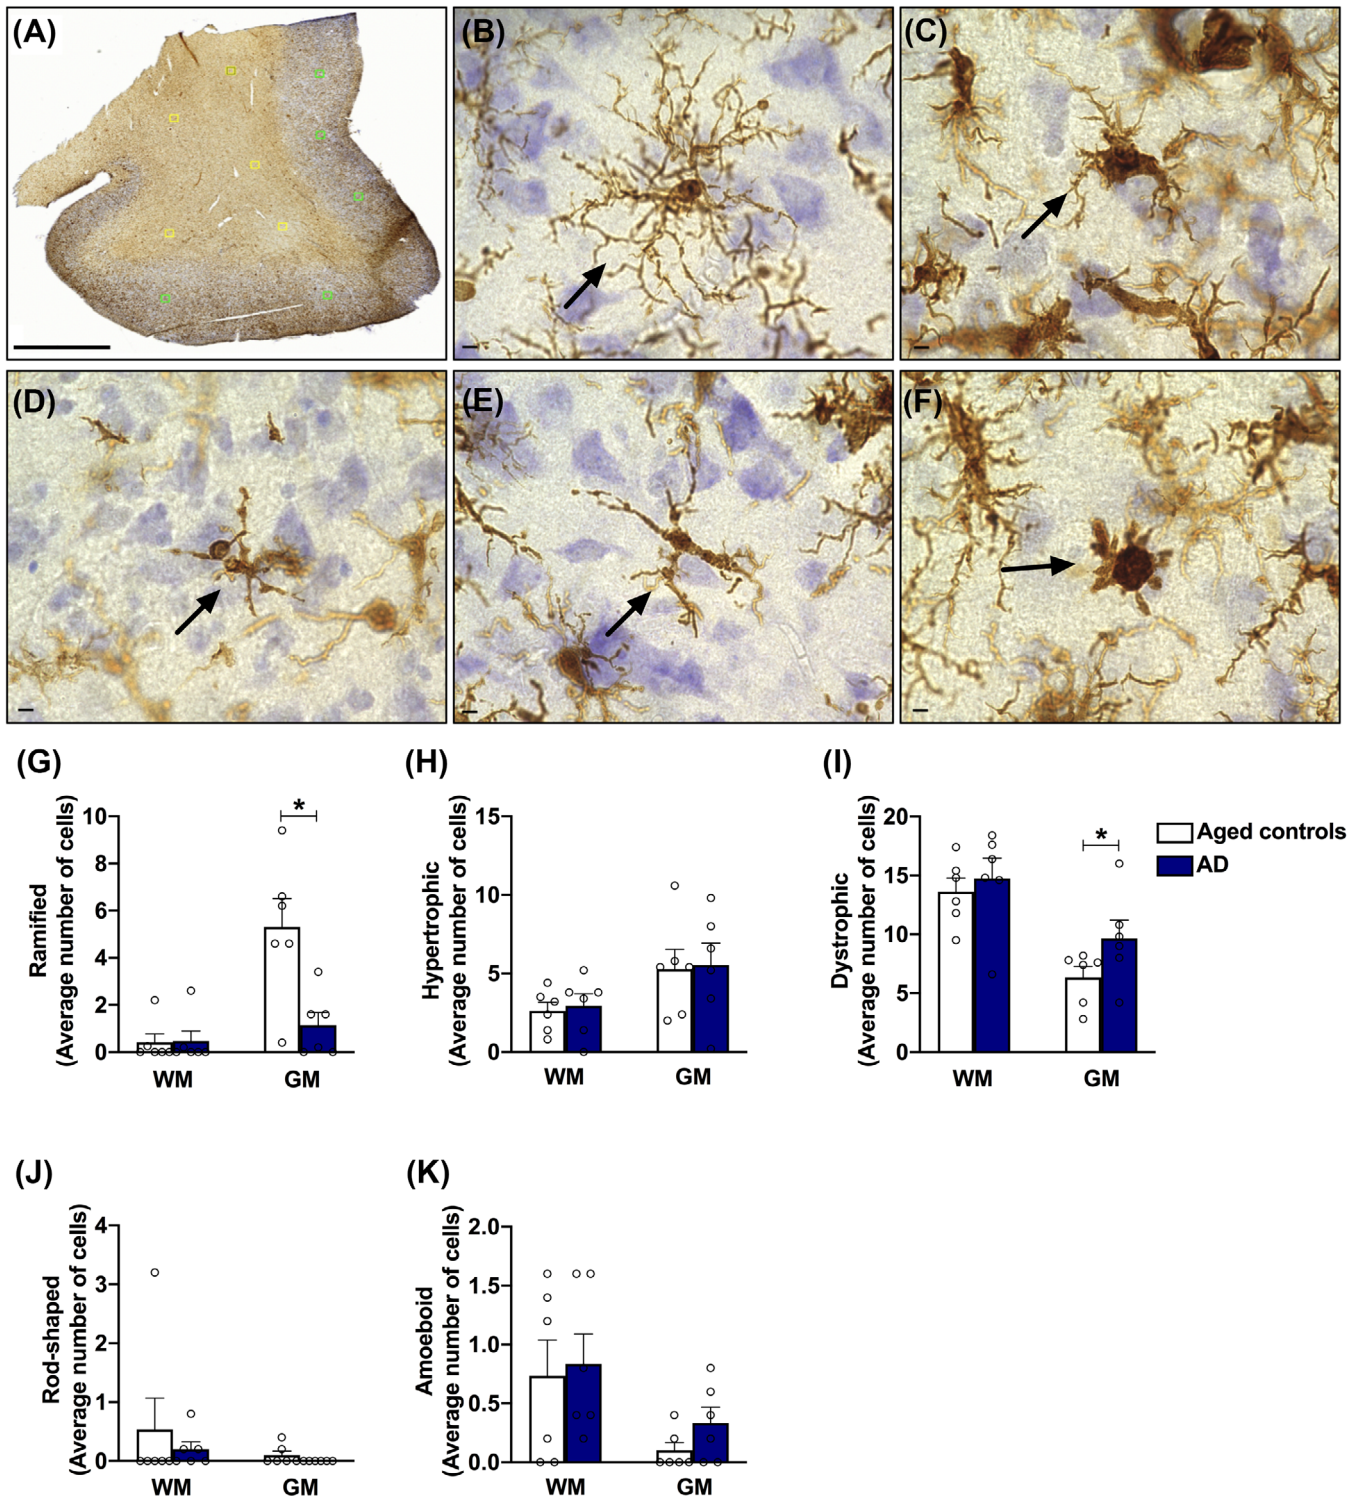 (A)
(B)
(C)
(D)
(E)
(F)
(G)
(H)
(I)
Ramified
(Average number of cells)
10
8
6
4
2
0
*
WM
GM
Hypertrophic
(Average number of cells)
15
10
5
0
WM
GM
Dystrophic
(Average number of cells)
20
15
10
5
0
*
WM
GM
Aged controls
AD
(J)
(K)
Rod-shaped
(Average number of cells)
4
3
2
1
0
WM
GM
Amoeboid
(Average number of cells)
2.0
1.5
1.0
0.5
0.0
WM
GM